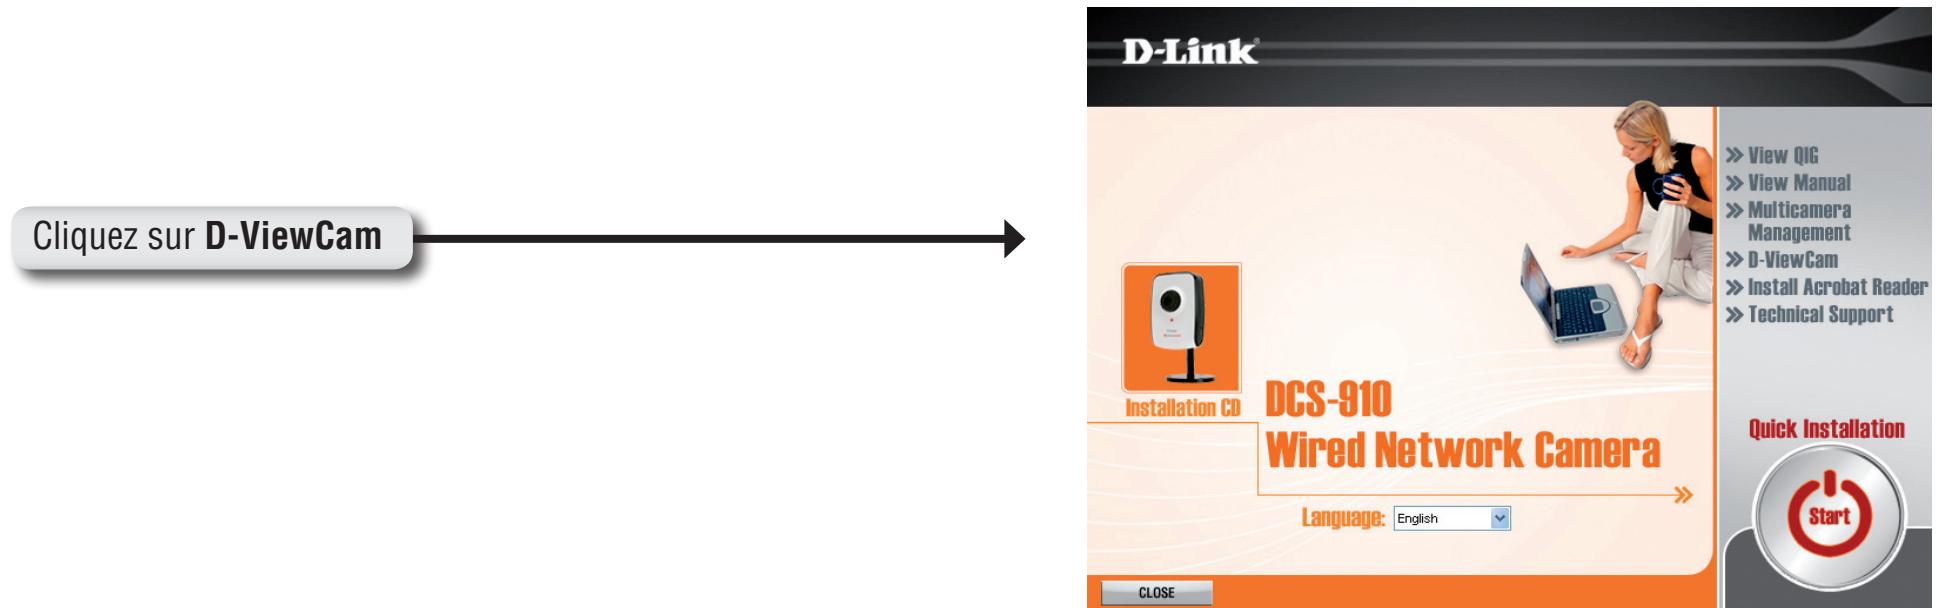 Cliquez sur D-ViewCam
D-Link
View QIG
View Manual
Multicamera
Management
D-ViewCam
Install Acrobat Reader
Technical Support
Installation CD
DCS-910
Wired Network Camera
Language: English
Quick Installation
Start
CLOSE